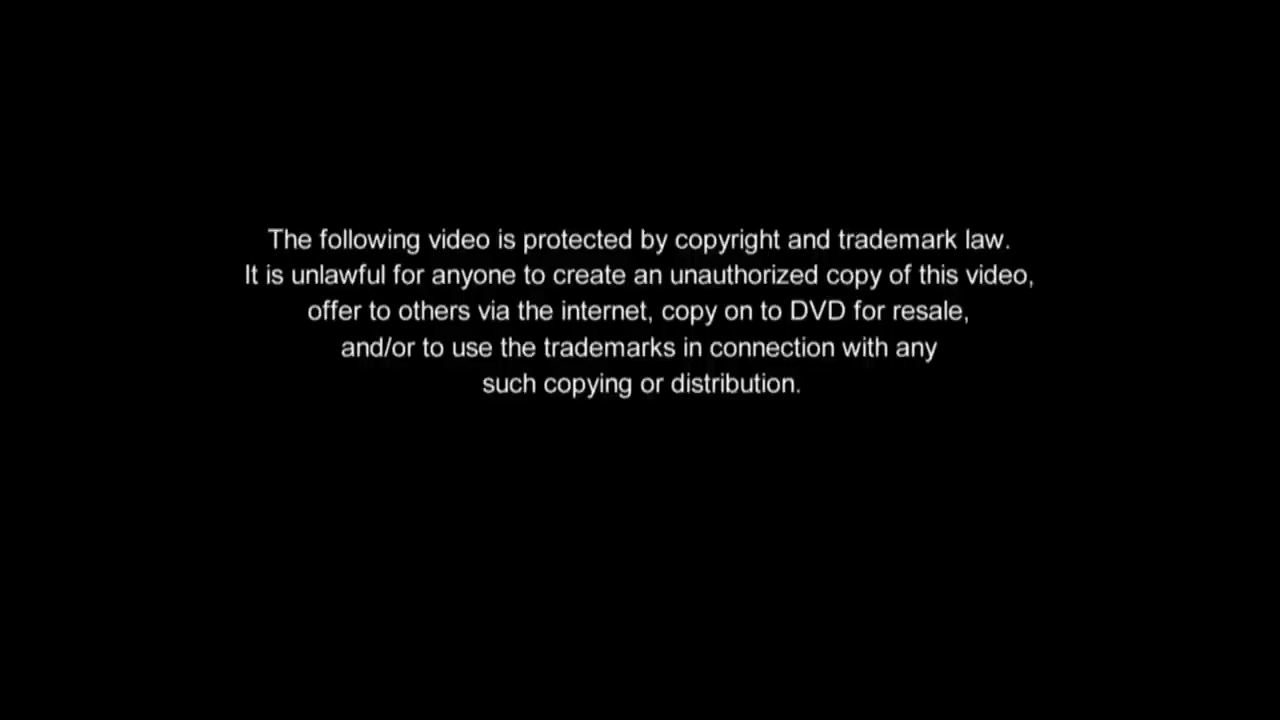 The following video is protected by copyright and trademark law.
It is unlawful for anyone to create an unauthorized copy of this video,
offer to others via the internet, copy on to DVD for resale,
and/or to use the trademarks in connection with any
such copying or distribution.